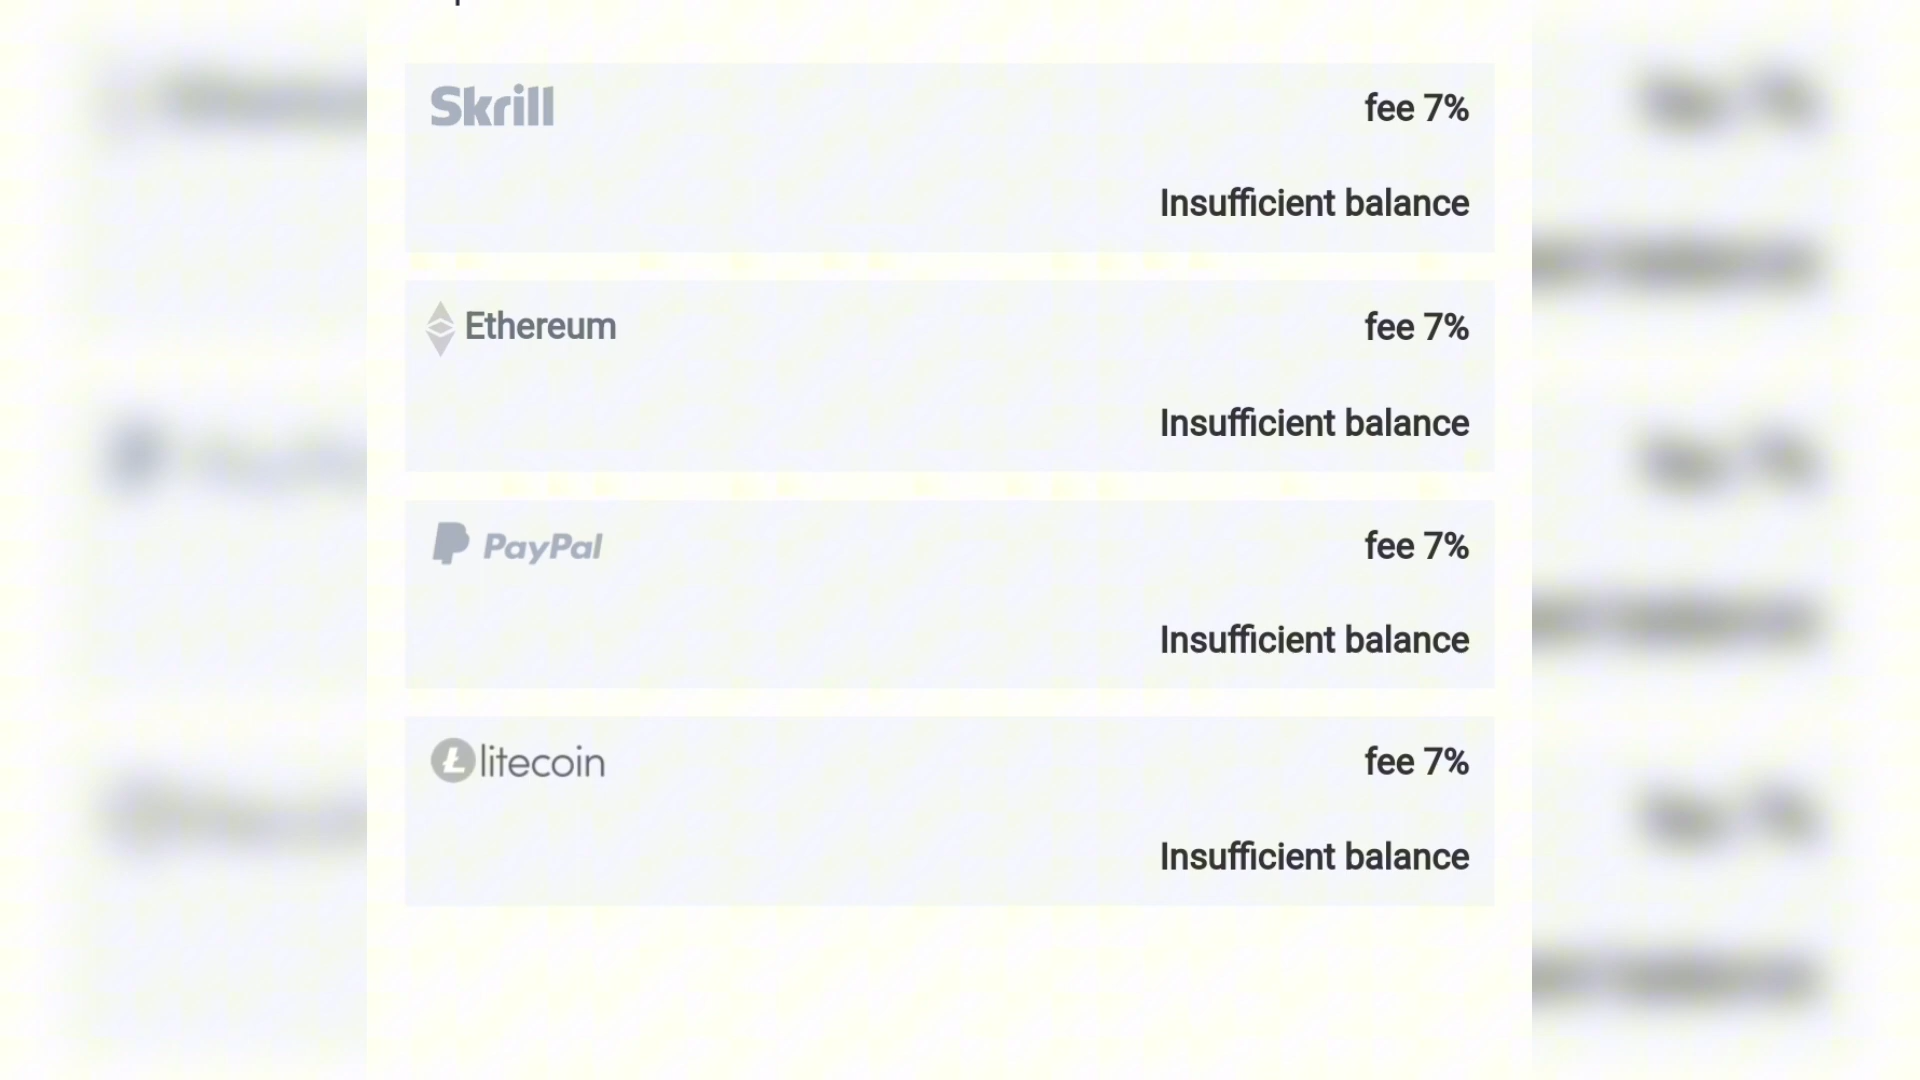 Skrill fee 7%
Insufficient balance
Ethereum fee 7%
Insufficient balance
PayPal fee 7%
Insufficient balance
litecoin fee 7%
Insufficient balance